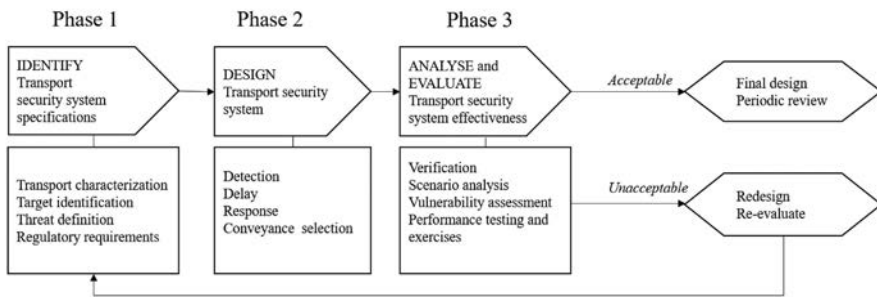 Phase 1
Phase 2
Phase 3
IDENTIFY
Transport
security system
specifications
DESIGN
Transport security
system
ANALYSE and
EVALUATE
Transport security
system effectiveness
Acceptable
Final design
Periodic review
Transport characterization
Target identification
Threat definition
Regulatory requirements
Detection
Delay
Response
Conveyance selection
Verification
Scenario analysis
Vulnerability assessment
Performance testing and
exercises
Unacceptable
Redesign
Re-evaluate